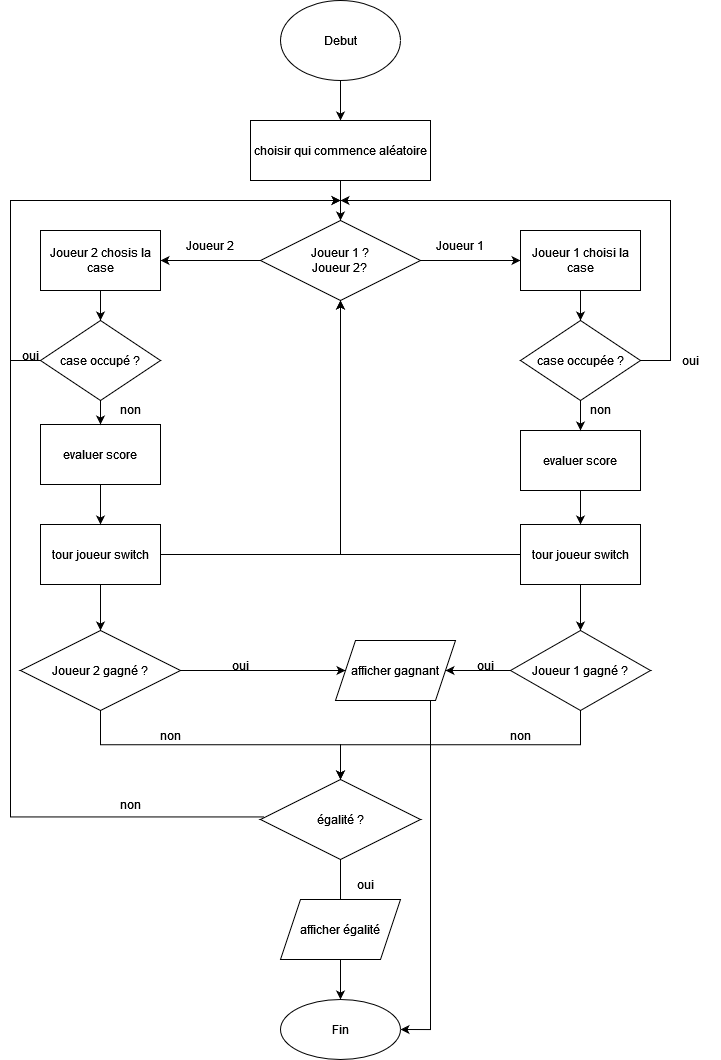 Debut
choisir qui commence aléatoire
Joueur 2
Joueur 1
Joueur 2 chosis la
case
Joueur 1 ?
Joueur 2?
Joueur 1 choisi la
case
oui
case occupé ?
case occupée ?
oui
non
non
evaluer score
evaluer score
tour joueur switch
tour joueur switch
Joueur 2 gagné ?
oui
afficher gagnant
oui
Joueur 1 gagné ?
non
non
non
égalité ?
oui
afficher égalité
Fin